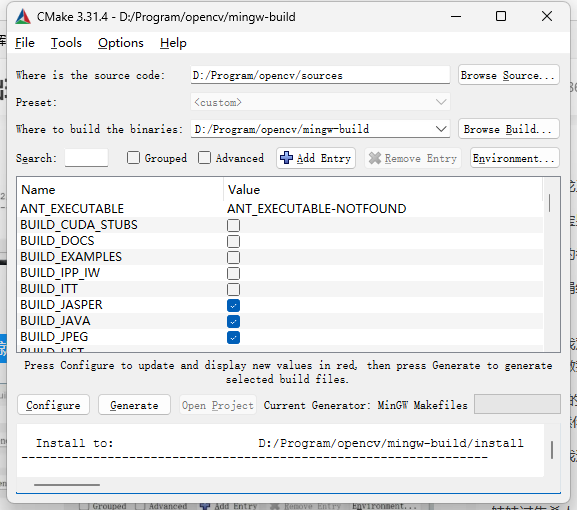 CMake 3.31.4 - D:/Program/opencv/mingw-build
File Tools Options Help
Where is the source code: D:/Program/opencv/sources Browse Source...
Preset: <custom>
Where to build the binaries: D:/Program/opencv/mingw-build Browse Build...
Search: Grouped Advanced Add Entry Remove Entry Environment...
Name Value
ANT_EXECUTABLE ANT_EXECUTABLE-NOTFOUND
BUILD_CUDA_STUBS
BUILD_DOCS
BUILD_EXAMPLES
BUILD_IPP_IW
BUILD_ITT
BUILD_JASPER
BUILD_JAVA
BUILD_JPEG
BUILD_LIST
Press Configure to update and display new values in red, then press Generate to generate
selected build files.
Configure Generate Open Project Current Generator: MinGW Makefiles
Install to: D:/Program/opencv/mingw-build/install
-----------------------------------------------------------------
Grouped Advanced Add Entry Remove Entry Environment...